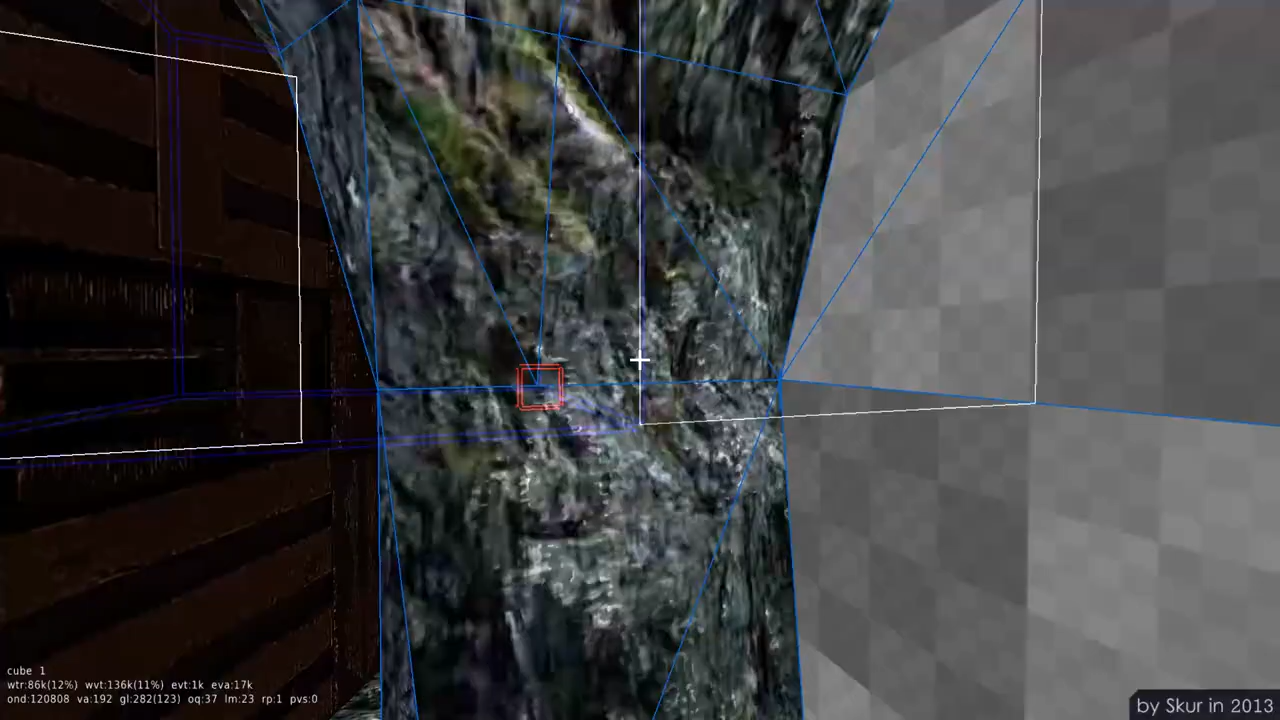 cube 1
wtr:86k(12%) wvt:136k(11%) evt:1k eva:17k
ond:120808 va:192 gl:282(123) oq:37 lm:23 rp:1 pvs:0
by Skur in 2013